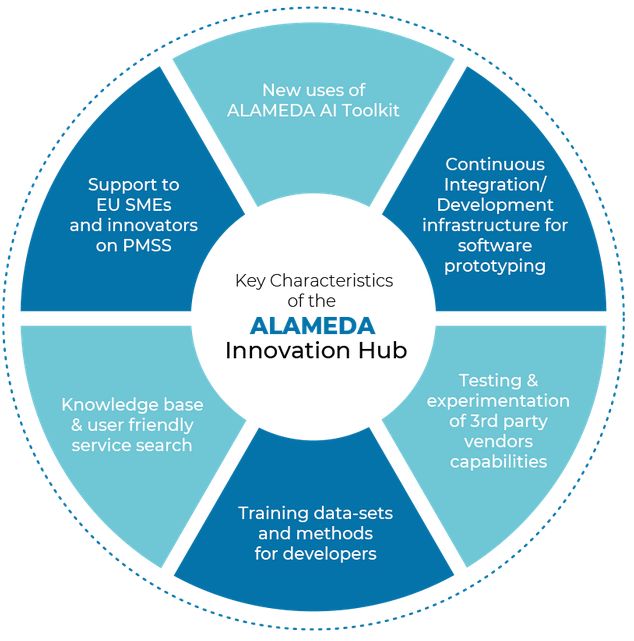 New uses of
ALAMEDA AI Toolkit
Continuous
Integration/
Development
infrastructure for
software
prototyping
Testing &
experimentation
of 3rd party
vendors
capabilities
Training data-sets
and methods
for developers
Knowledge base
& user friendly
service search
Support to
EU SMEs
and innovators
on PMSS
Key Characteristics
of the
ALAMEDA
Innovation Hub